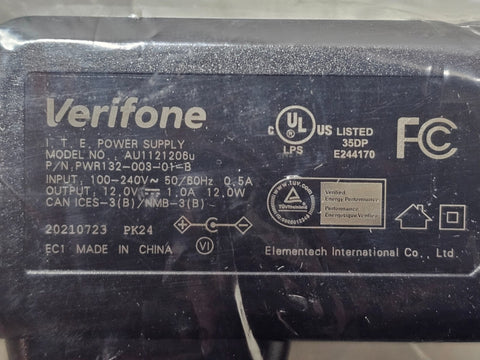 Verifone
I.T.E. POWER SUPPLY
MODEL NO. AU1121206u
P/N PWR132-003-01-B
INPUT: 100-240V~ 50/60Hz 0.5A
OUTPUT: 12.0V⎓1.0A 12.0W
CAN ICES-3(B)/NMB-3(B)
20210723 PK24
EC1 MADE IN CHINA
VI
c UL US LISTED
LPS
35DP
E244170
FC
TÜVRheinland
Verified
Energy Performance
Performance
Energétique Vérifiée
Elementech International Co., Ltd.